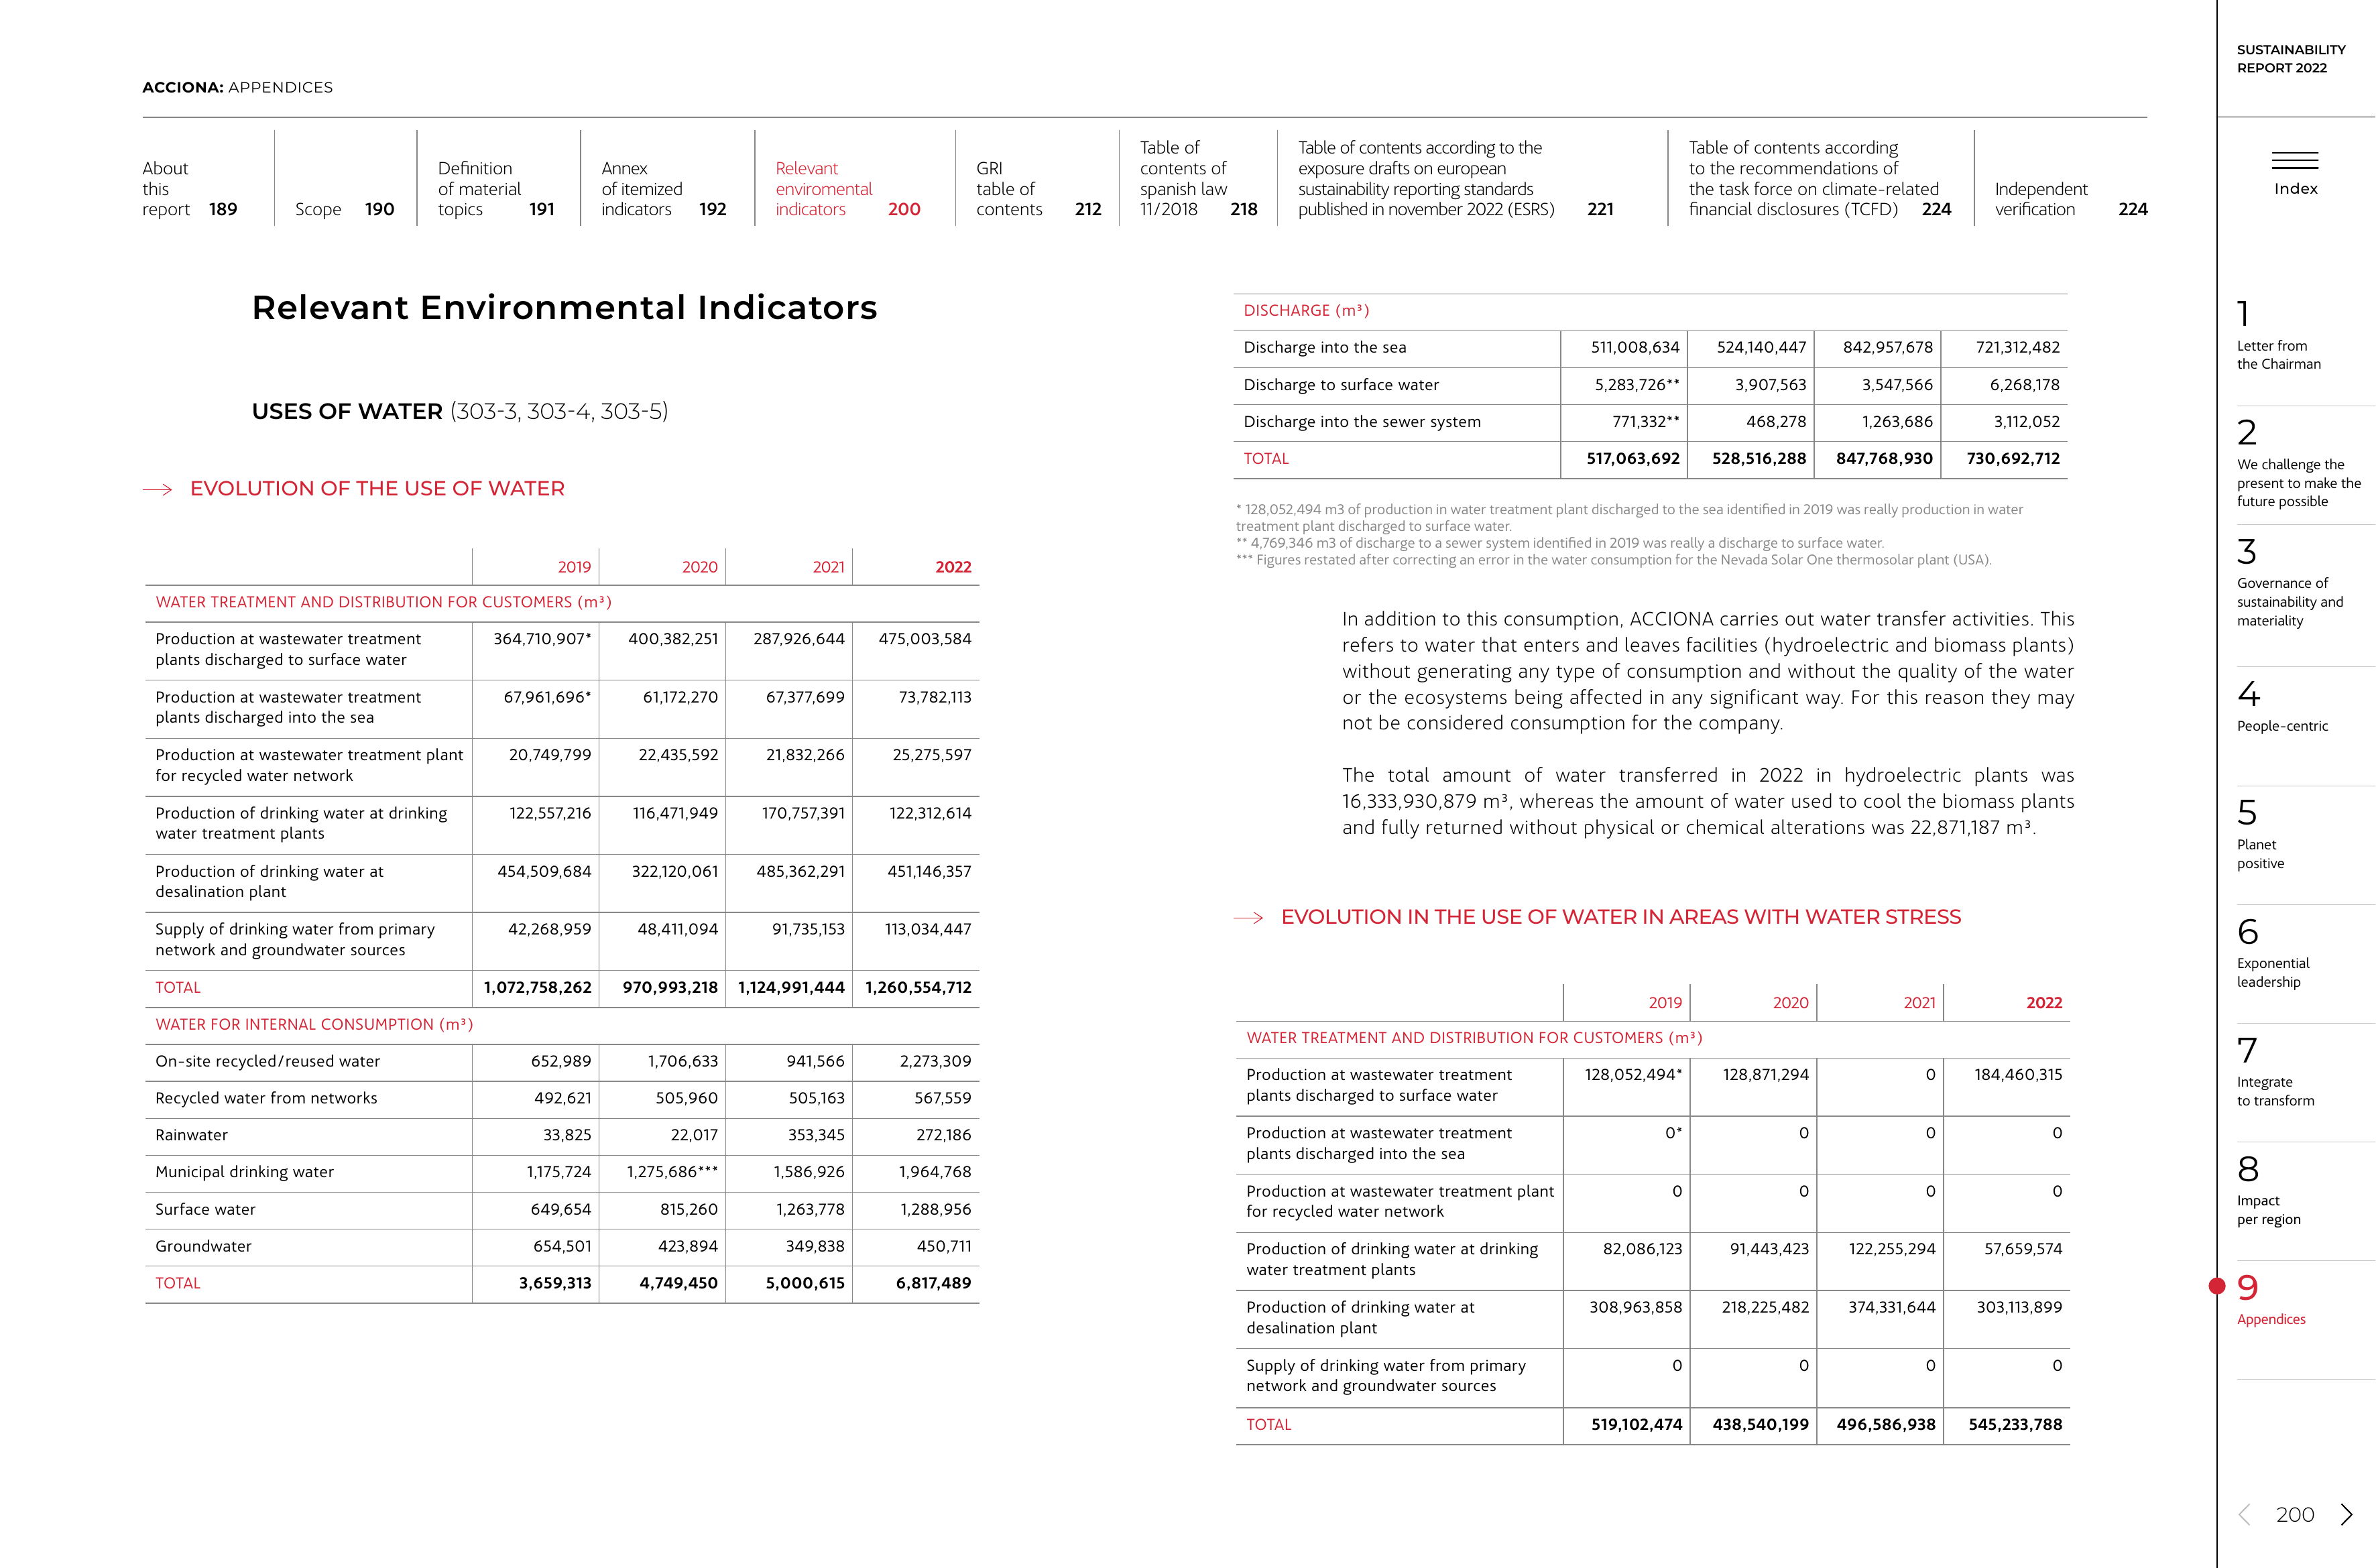 ACCIONA: APPENDICES
About
this
report 189
Scope 190
Definition
of material
topics 191
Annex
of itemized
indicators 192
Relevant
enviromental
indicators 200
GRI
table of
contents 212
Table of
contents of
spanish law
11/2018 218
Table of contents according to the
exposure drafts on european
sustainability reporting standards
published in november 2022 (ESRS) 221
Table of contents according
to the recommendations of
the task force on climate-related
financial disclosures (TCFD) 224
Independent
verification 224
Relevant Environmental Indicators
USES OF WATER (303-3, 303-4, 303-5)
EVOLUTION OF THE USE OF WATER
2019 2020 2021 2022
WATER TREATMENT AND DISTRIBUTION FOR CUSTOMERS (m³)
Production at wastewater treatment
plants discharged to surface water 364,710,907* 400,382,251 287,926,644 475,003,584
Production at wastewater treatment
plants discharged into the sea 67,961,696* 61,172,270 67,377,699 73,782,113
Production at wastewater treatment plant
for recycled water network 20,749,799 22,435,592 21,832,266 25,275,597
Production of drinking water at drinking
water treatment plants 122,557,216 116,471,949 170,757,391 122,312,614
Production of drinking water at
desalination plant 454,509,684 322,120,061 485,362,291 451,146,357
Supply of drinking water from primary
network and groundwater sources 42,268,959 48,411,094 91,735,153 113,034,447
TOTAL 1,072,758,262 970,993,218 1,124,991,444 1,260,554,712
WATER FOR INTERNAL CONSUMPTION (m³)
On-site recycled/reused water 652,989 1,706,633 941,566 2,273,309
Recycled water from networks 492,621 505,960 505,163 567,559
Rainwater 33,825 22,017 353,345 272,186
Municipal drinking water 1,175,724 1,275,686*** 1,586,926 1,964,768
Surface water 649,654 815,260 1,263,778 1,288,956
Groundwater 654,501 423,894 349,838 450,711
TOTAL 3,659,313 4,749,450 5,000,615 6,817,489
DISCHARGE (m³)
Discharge into the sea 511,008,634 524,140,447 842,957,678 721,312,482
Discharge to surface water 5,283,726** 3,907,563 3,547,566 6,268,178
Discharge into the sewer system 771,332** 468,278 1,263,686 3,112,052
TOTAL 517,063,692 528,516,288 847,768,930 730,692,712
* 128,052,494 m3 of production in water treatment plant discharged to the sea identified in 2019 was really production in water
treatment plant discharged to surface water.
** 4,769,346 m3 of discharge to a sewer system identified in 2019 was really a discharge to surface water.
*** Figures restated after correcting an error in the water consumption for the Nevada Solar One thermosolar plant (USA).
In addition to this consumption, ACCIONA carries out water transfer activities. This
refers to water that enters and leaves facilities (hydroelectric and biomass plants)
without generating any type of consumption and without the quality of the water
or the ecosystems being affected in any significant way. For this reason they may
not be considered consumption for the company.
The total amount of water transferred in 2022 in hydroelectric plants was
16,333,930,879 m³, whereas the amount of water used to cool the biomass plants
and fully returned without physical or chemical alterations was 22,871,187 m³.
EVOLUTION IN THE USE OF WATER IN AREAS WITH WATER STRESS
2019 2020 2021 2022
WATER TREATMENT AND DISTRIBUTION FOR CUSTOMERS (m³)
Production at wastewater treatment
plants discharged to surface water 128,052,494* 128,871,294 0 184,460,315
Production at wastewater treatment
plants discharged into the sea 0* 0 0 0
Production at wastewater treatment plant
for recycled water network 0 0 0 0
Production of drinking water at drinking
water treatment plants 82,086,123 91,443,423 122,255,294 57,659,574
Production of drinking water at
desalination plant 308,963,858 218,225,482 374,331,644 303,113,899
Supply of drinking water from primary
network and groundwater sources 0 0 0 0
TOTAL 519,102,474 438,540,199 496,586,938 545,233,788
SUSTAINABILITY
REPORT 2022
Index
1
Letter from
the Chairman
2
We challenge the
present to make the
future possible
3
Governance of
sustainability and
materiality
4
People-centric
5
Planet
positive
6
Exponential
leadership
7
Integrate
to transform
8
Impact
per region
9
Appendices
200